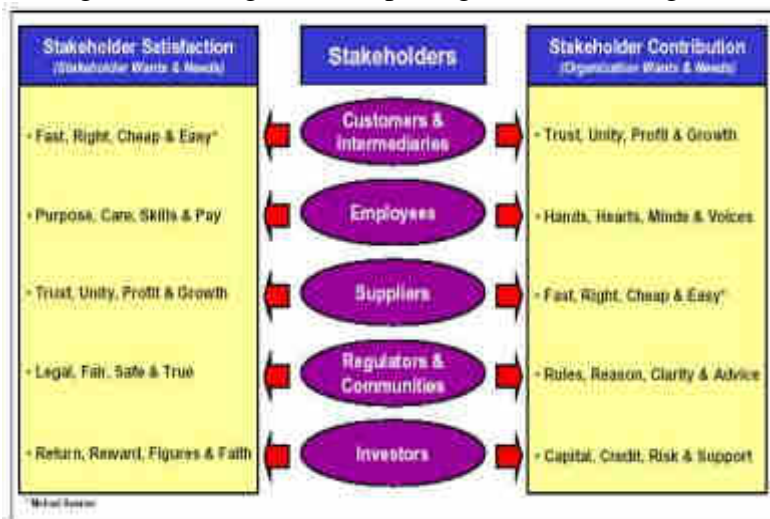 Stakeholder Satisfaction
(Stakeholder Wants & Needs)
Stakeholders
Stakeholder Contribution
(Organisation Wants & Needs)
• Fast, Right, Cheap & Easy*
Customers &
Intermediaries
• Trust, Unity, Profit & Growth
• Purpose, Care, Skills & Pay
Employees
• Hands, Hearts, Minds & Voices
• Trust, Unity, Profit & Growth
Suppliers
• Fast, Right, Cheap & Easy*
• Legal, Fair, Safe & True
Regulators &
Communities
• Rules, Reason, Clarity & Advice
• Return, Reward, Figures & Faith
Investors
• Capital, Credit, Risk & Support